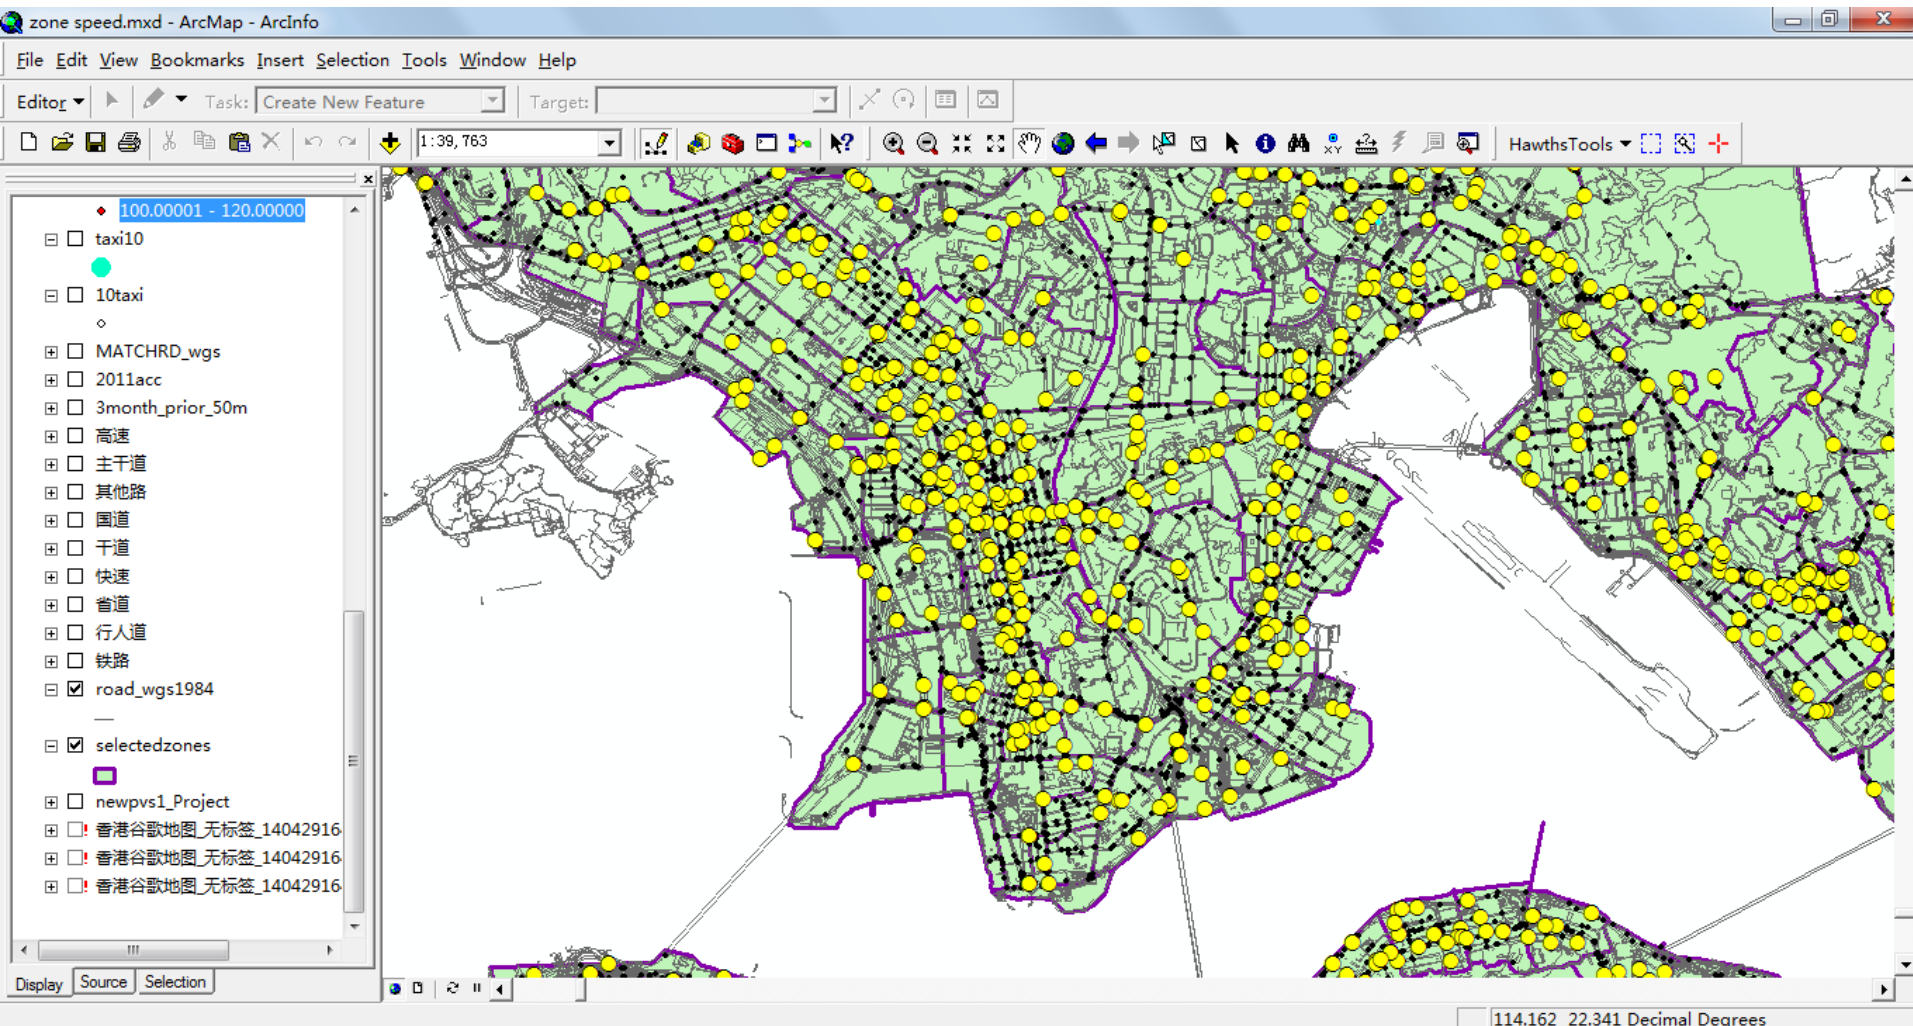 zone speed.mxd - ArcMap - ArcInfo
File Edit View Bookmarks Insert Selection Tools Window Help
Editor Task: Create New Feature Target:
1:39,763 HawthsTools
100.00001 - 120.00000
taxi10
10taxi
MATCHRD_wgs
2011acc
3month_prior_50m
高速
主干道
其他路
国道
干道
快速
省道
行人道
铁路
road_wgs1984
selectedzones
newpvs1_Project
香港谷歌地图_无标签_14042916
香港谷歌地图_无标签_14042916
香港谷歌地图_无标签_14042916
Display Source Selection
114.162 22.341 Decimal Degrees